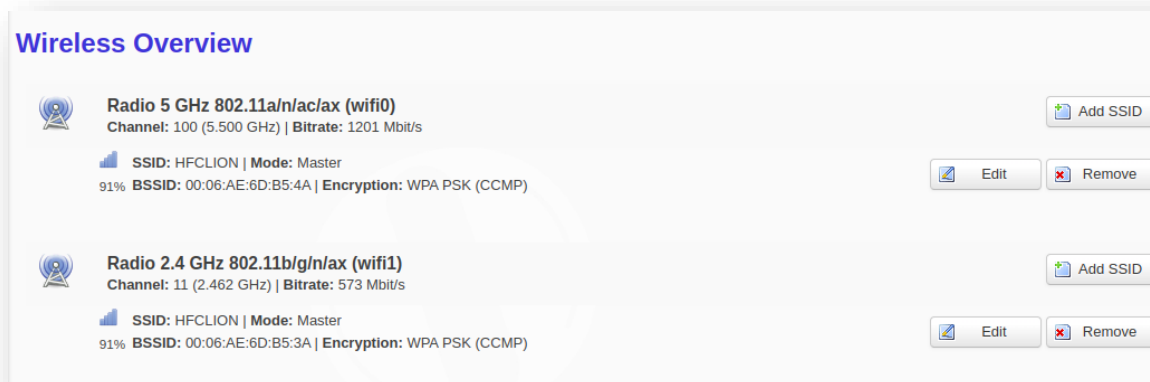 Wireless Overview
Radio 5 GHz 802.11a/n/ac/ax (wifi0)
Channel: 100 (5.500 GHz) | Bitrate: 1201 Mbit/s
Add SSID
SSID: HFCLION | Mode: Master
91% BSSID: 00:06:AE:6D:B5:4A | Encryption: WPA PSK (CCMP)
Edit
Remove
Radio 2.4 GHz 802.11b/g/n/ax (wifi1)
Channel: 11 (2.462 GHz) | Bitrate: 573 Mbit/s
Add SSID
SSID: HFCLION | Mode: Master
91% BSSID: 00:06:AE:6D:B5:3A | Encryption: WPA PSK (CCMP)
Edit
Remove